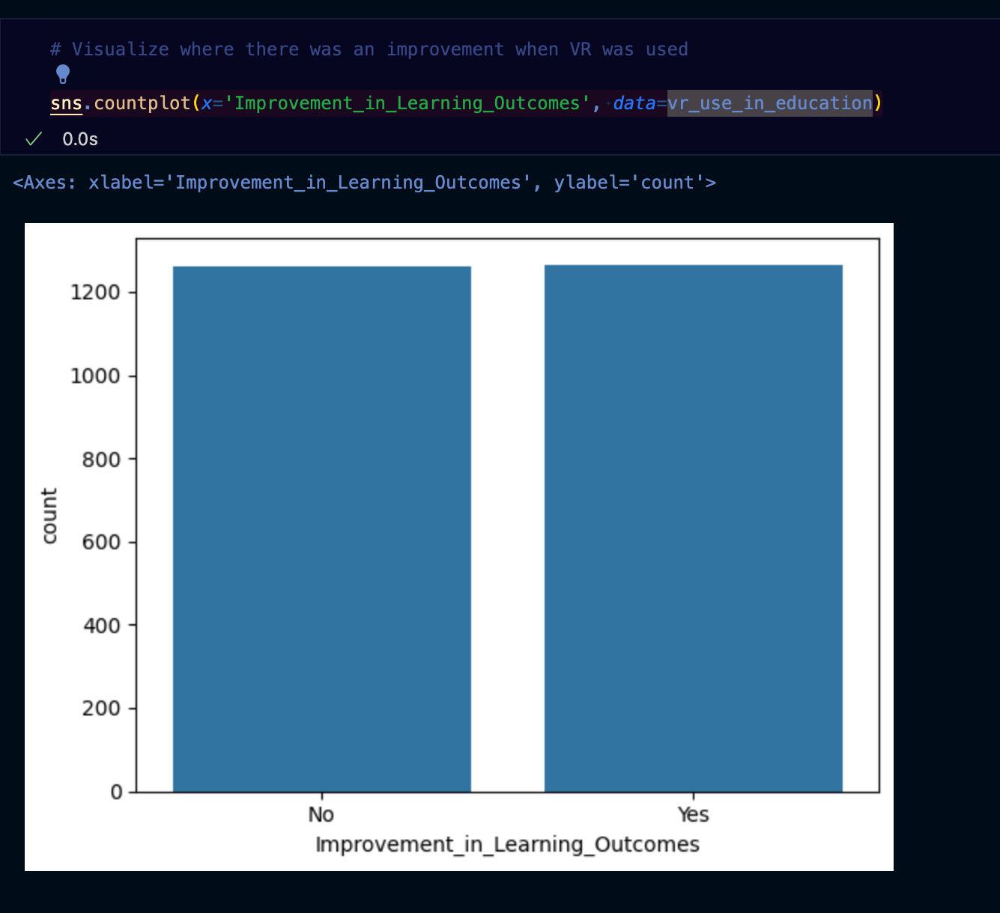 # Visualize where there was an improvement when VR was used
sns.countplot(x='Improvement_in_Learning_Outcomes', data=vr_use_in_education)
0.0s
<Axes: xlabel='Improvement_in_Learning_Outcomes', ylabel='count'>
1200
1000
800
600
400
200
0
count
No Yes
Improvement_in_Learning_Outcomes